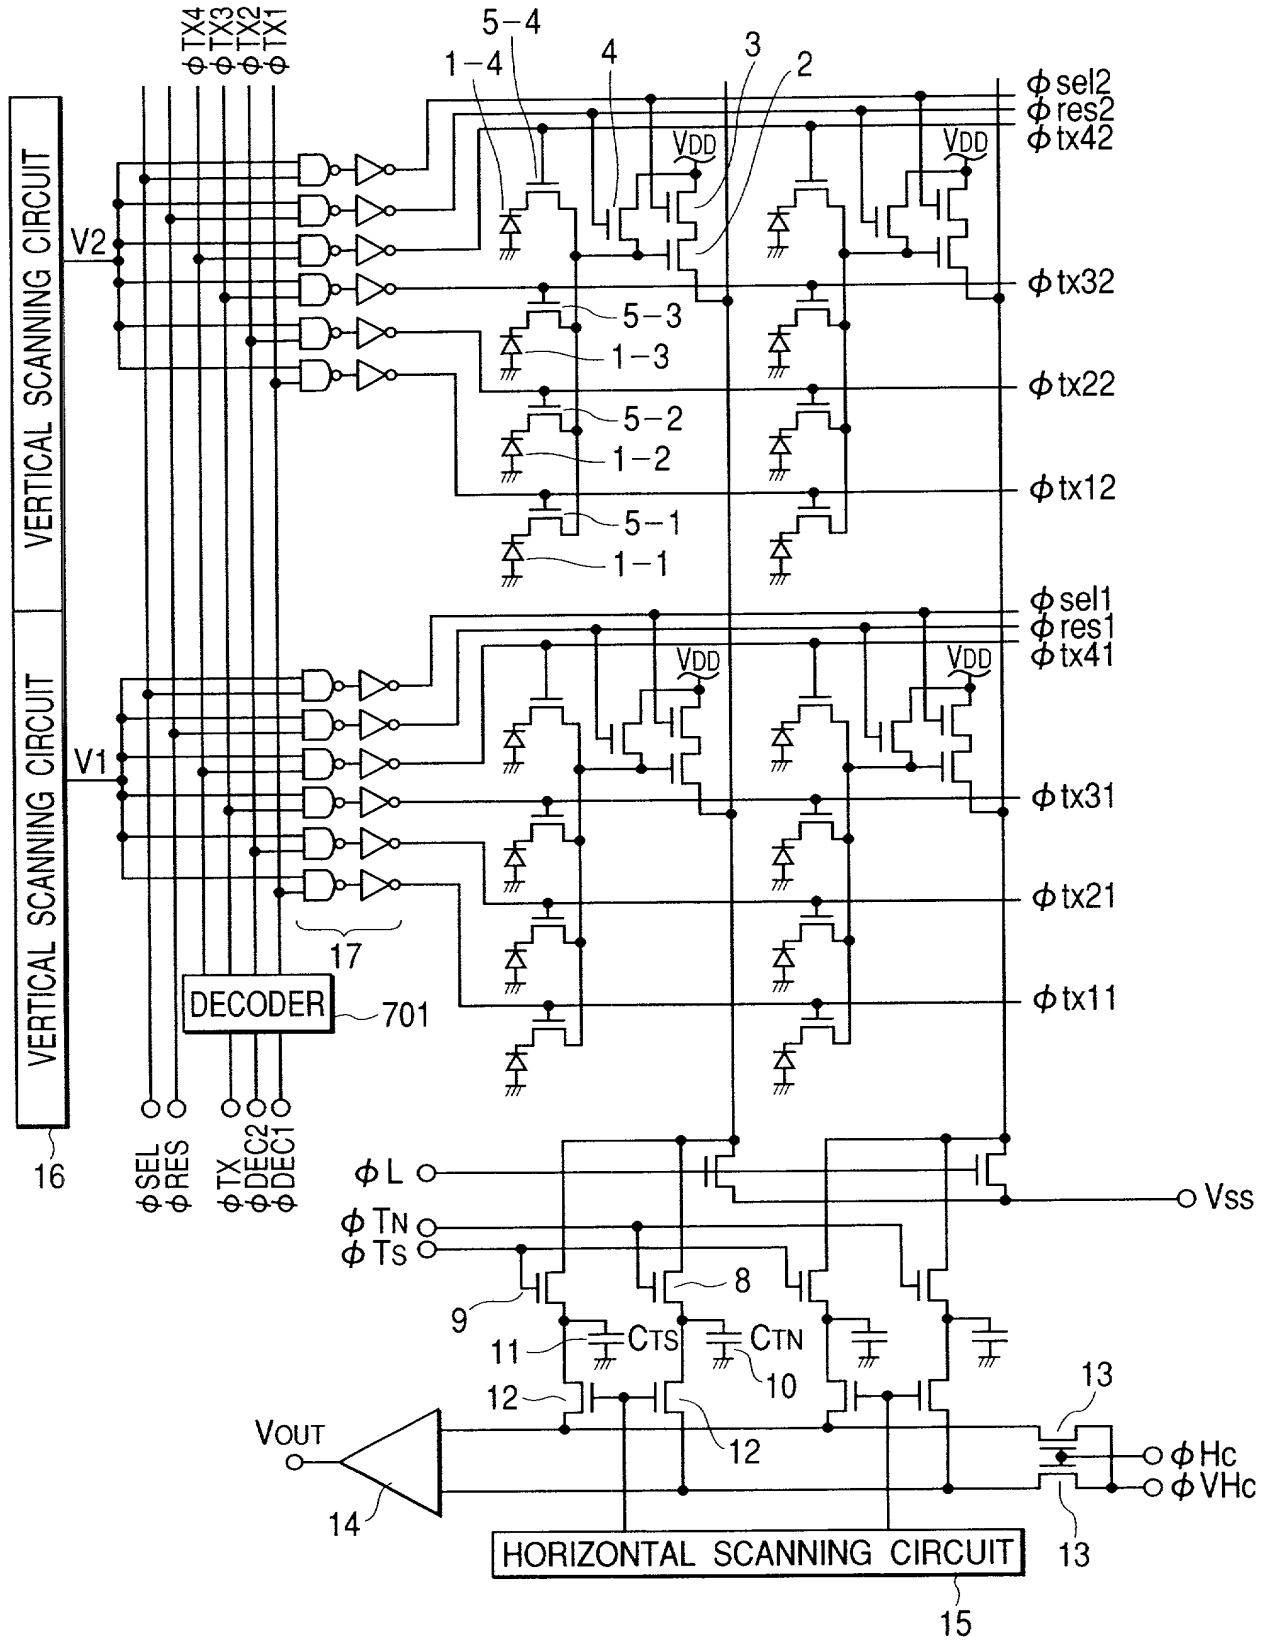 φTX4
φTX3
φTX2
φTX1
5-4
1-4
4
3
2
φsel2
φres2
φtx42
VDD
VDD
VERTICAL SCANNING CIRCUIT
V2
φtx32
5-3
1-3
φtx22
5-2
1-2
φtx12
5-1
1-1
φsel1
φres1
φtx41
VDD
VDD
VERTICAL SCANNING CIRCUIT
V1
φtx31
φtx21
17
DECODER
701
φtx11
16
φSEL
φRES
φTX
φDEC2
φDEC1
φL
VSS
φTN
φTS
8
9
11
CTS
CTN
10
12
12
13
VOUT
φHC
φVHC
14
13
HORIZONTAL SCANNING CIRCUIT
15